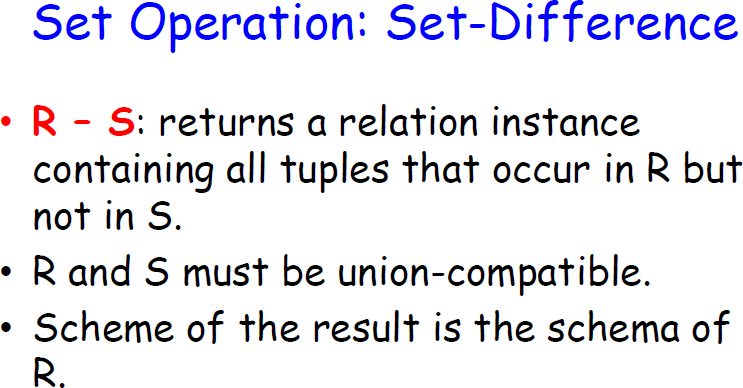 Set Operation: Set-Difference
• R – S: returns a relation instance
containing all tuples that occur in R but
not in S.
• R and S must be union-compatible.
• Scheme of the result is the schema of
R.